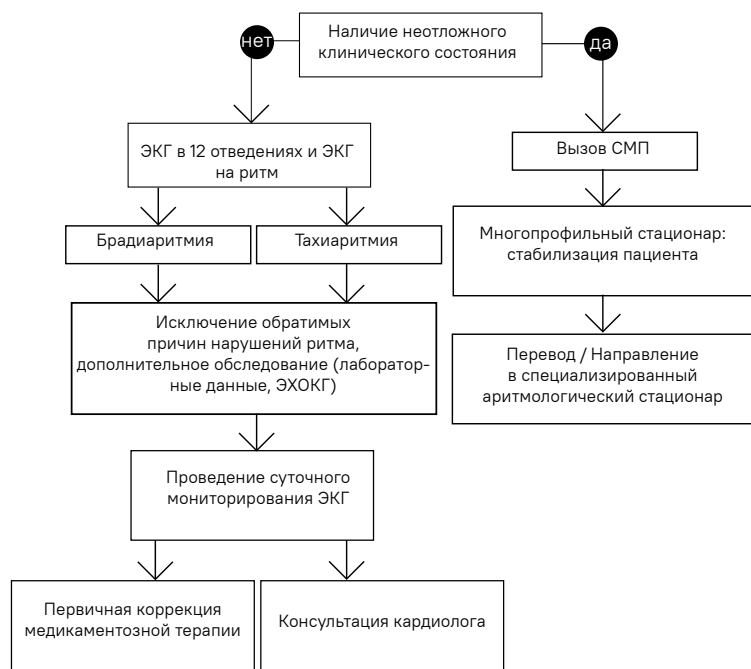 Наличие неотложного
клинического состояния
нет
да
ЭКГ в 12 отведениях и ЭКГ
на ритм
Вызов СМП
Брадиаритмия
Тахиаритмия
Многопрофильный стационар:
стабилизация пациента
Исключение обратимых
причин нарушений ритма,
дополнительное обследование (лаборатор-
ные данные, ЭХОКГ)
Перевод / Направление
в специализированный
аритмологический стационар
Проведение суточного
мониторирования ЭКГ
Первичная коррекция
медикаментозной терапии
Консультация кардиолога